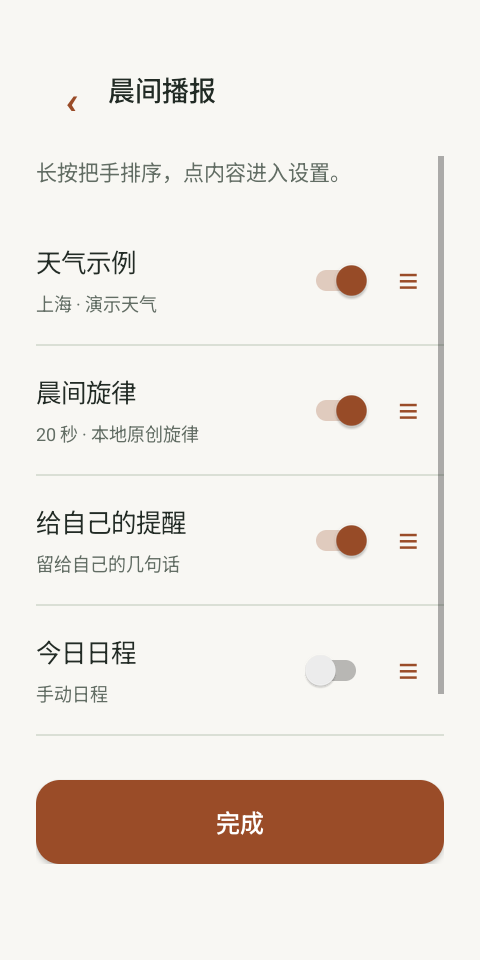 晨间播报
长按把手排序，点内容进入设置。
天气示例
上海 · 演示天气
晨间旋律
20 秒 · 本地原创旋律
给自己的提醒
留给自己的几句话
今日日程
手动日程
完成